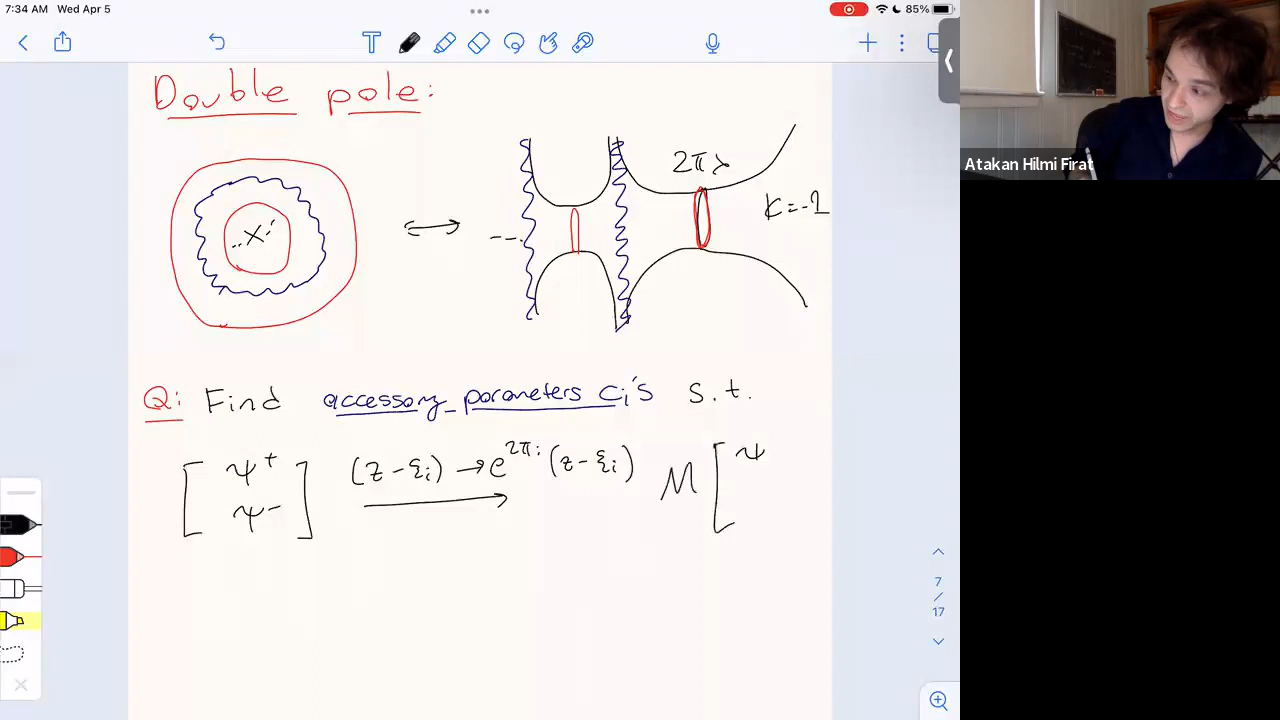 7:34 AM Wed Apr 5
85%
Double pole:
2πλ
K=-1
Q: Find accessory parameters ci's s.t.
[ψ+ ψ-] (z-ξi) → e^2πi (z-ξi) M [ψ
Atakan Hilmi Firat
7
/
17